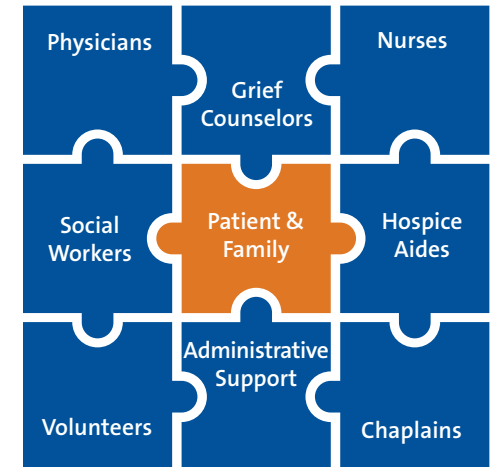 Physicians
Grief
Counselors
Nurses
Social
Workers
Patient &
Family
Hospice
Aides
Volunteers
Administrative
Support
Chaplains